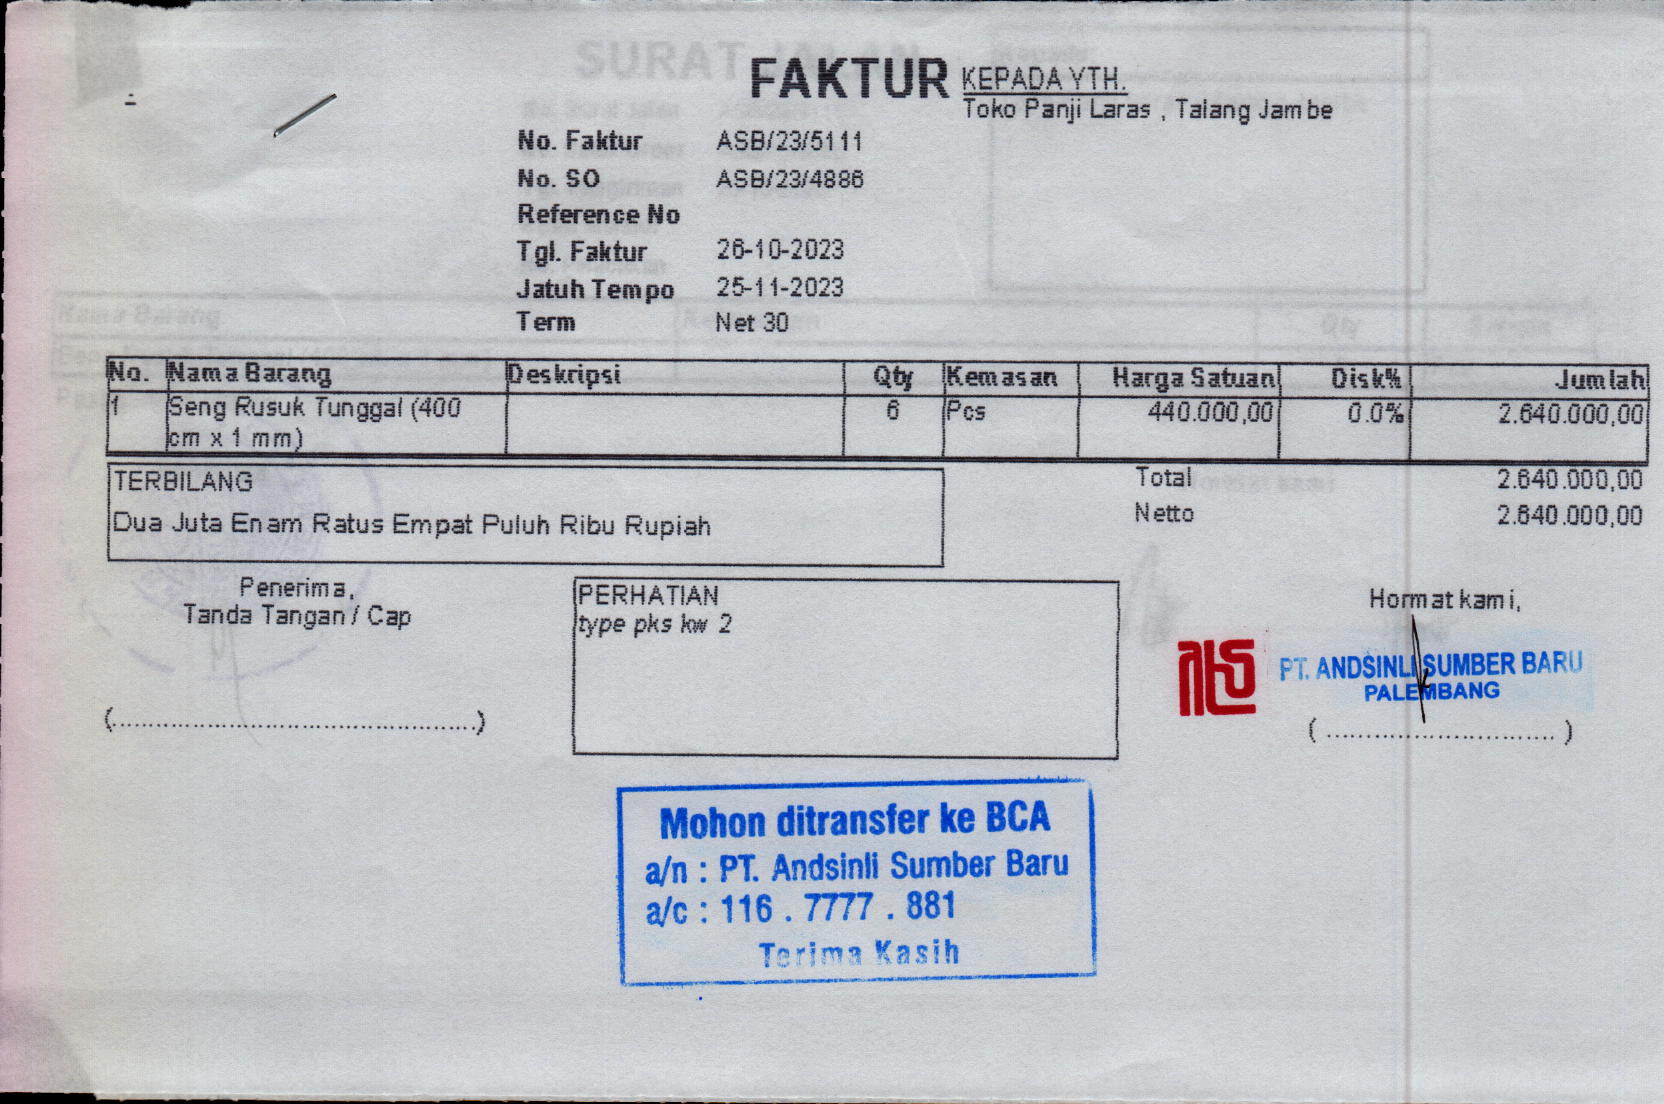 FAKTUR
KEPADA YTH.
Toko Panji Laras , Talang Jambe
No. Faktur ASB/23/5111
No. SO ASB/23/4886
Reference No
Tgl. Faktur 26-10-2023
Jatuh Tempo 25-11-2023
Term Net 30
No. Nama Barang Deskripsi Qty Kemasan Harga Satuan Disk% Jumlah
1 Seng Rusuk Tunggal (400 6 Pcs 440.000,00 0.0% 2.640.000,00
cm x 1 mm)
TERBILANG
Dua Juta Enam Ratus Empat Puluh Ribu Rupiah
Total 2.640.000,00
Netto 2.640.000,00
Penerima,
Tanda Tangan / Cap
(..................................................)
PERHATIAN
type pks kw 2
Hormat kami,
PT. ANDSINLI SUMBER BARU
PALEMBANG
( ............................... )
Mohon ditransfer ke BCA
a/n : PT. Andsinli Sumber Baru
a/c : 116 . 7777 . 881
Terima Kasih
SURAT JALAN
Nama Barang
Qty